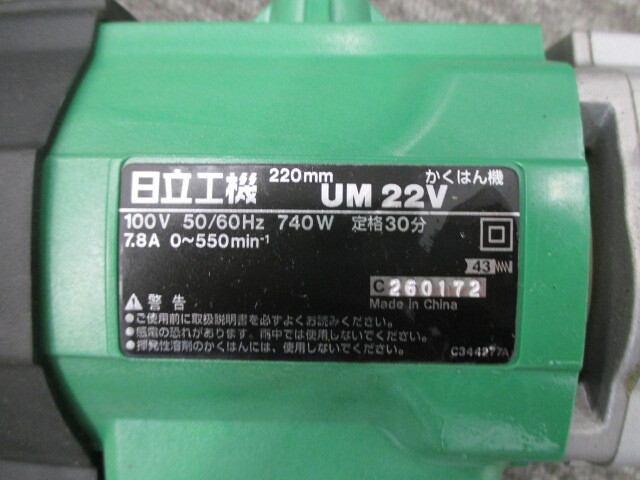 日立工機 220mm かくはん機
UM 22V
100V 50/60Hz 740W 定格30分
7.8A 0～550min⁻¹
43
C 260172
Made in China
警告
●ご使用前に取扱説明書を必ずよくお読みください。
●感電の恐れがあります。雨中では使用しないでください。
●揮発性溶剤のかくはんには、使用しないでください。
C344277A